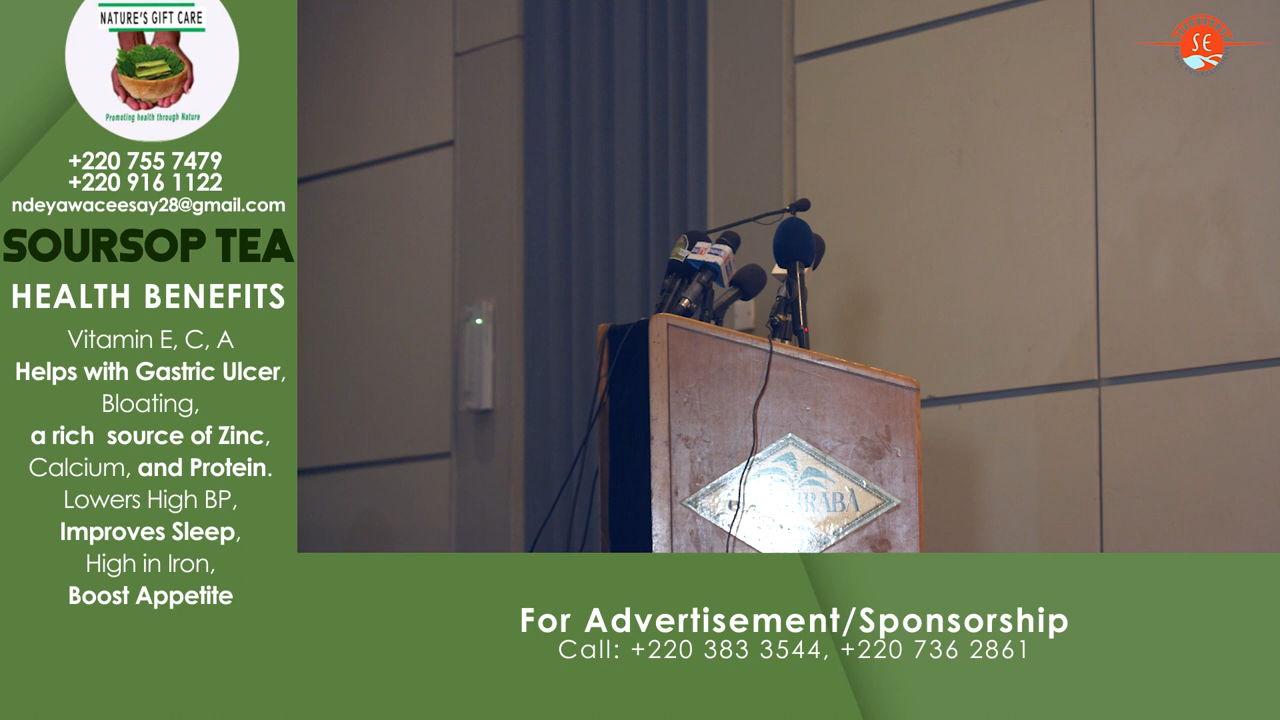 NATURE'S GIFT CARE
Promoting health through Nature
+220 755 7479
+220 916 1122
ndeyawaceesay28@gmail.com
SOURSOP TEA
HEALTH BENEFITS
Vitamin E, C, A
Helps with Gastric Ulcer,
Bloating,
a rich source of Zinc,
Calcium, and Protein.
Lowers High BP,
Improves Sleep,
High in Iron,
Boost Appetite
SE
For Advertisement/Sponsorship
Call: +220 383 3544, +220 736 2861